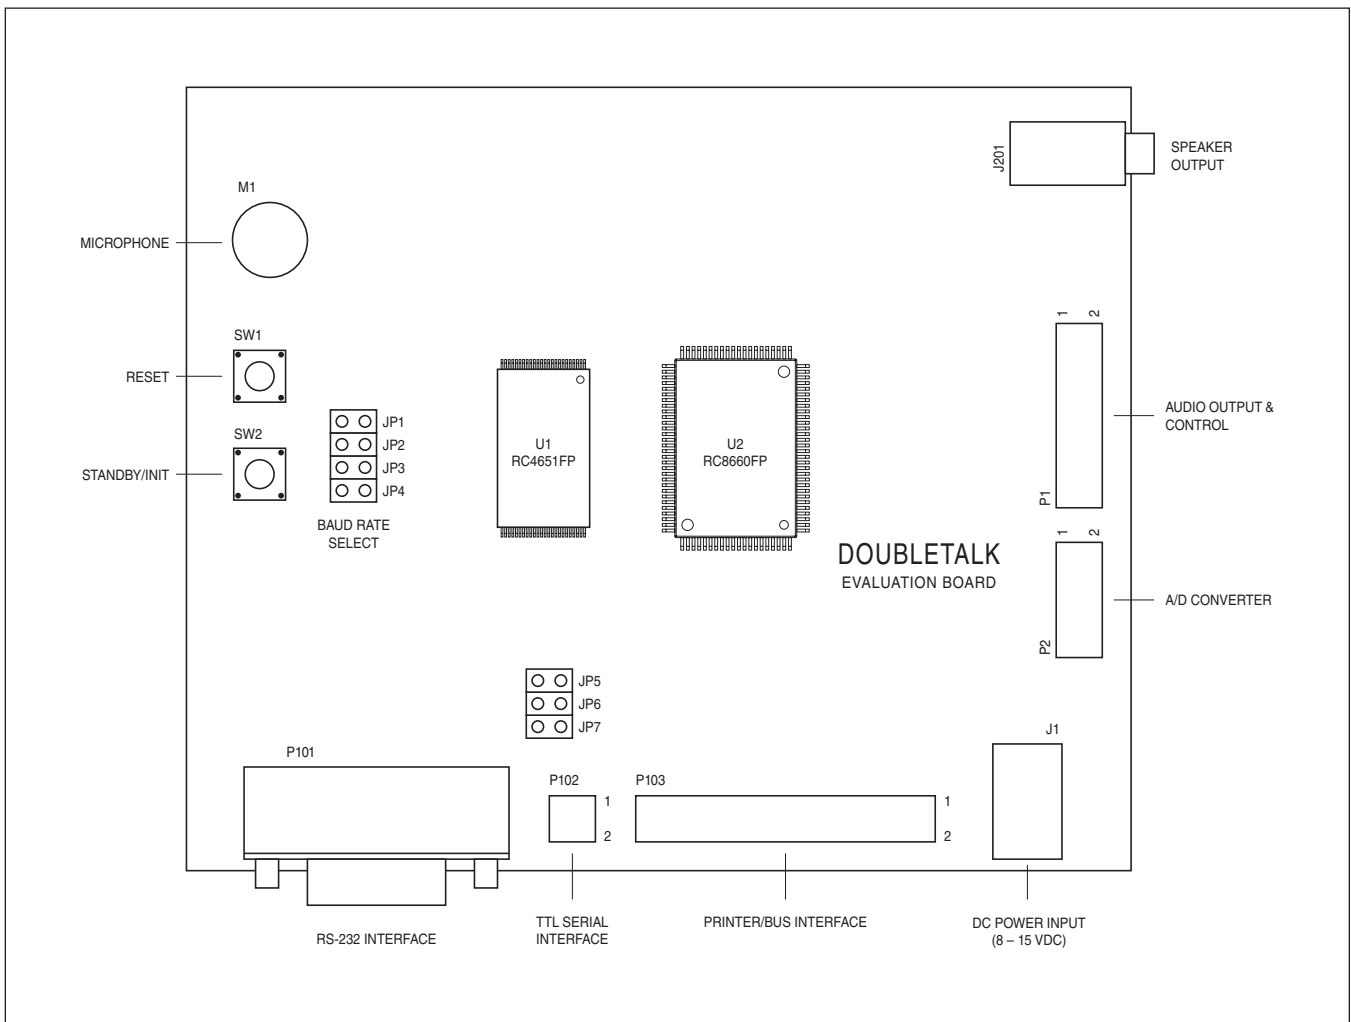 J201
SPEAKER
OUTPUT
M1
MICROPHONE
SW1
RESET
SW2
STANDBY/INIT
JP1
JP2
JP3
JP4
BAUD RATE
SELECT
U1
RC4651FP
U2
RC8660FP
1
2
P1
AUDIO OUTPUT &
CONTROL
DOUBLETALK
EVALUATION BOARD
1
2
P2
A/D CONVERTER
JP5
JP6
JP7
P101
RS-232 INTERFACE
P102
1
2
TTL SERIAL
INTERFACE
P103
1
2
PRINTER/BUS INTERFACE
J1
DC POWER INPUT
(8 – 15 VDC)